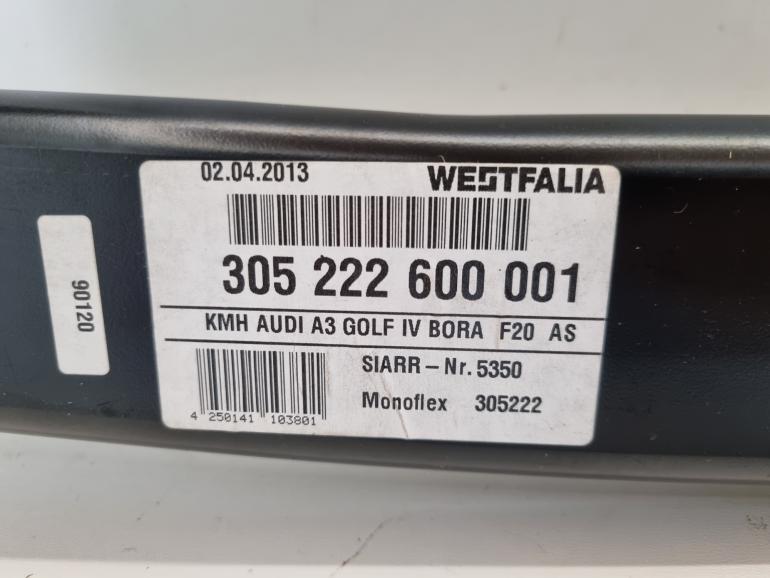 02.04.2013 WESTFALIA
305 222 600 001
KMH AUDI A3 GOLF IV BORA F20 AS
SIARR-Nr. 5350
Monoflex 305222
4 250141 103801
90120